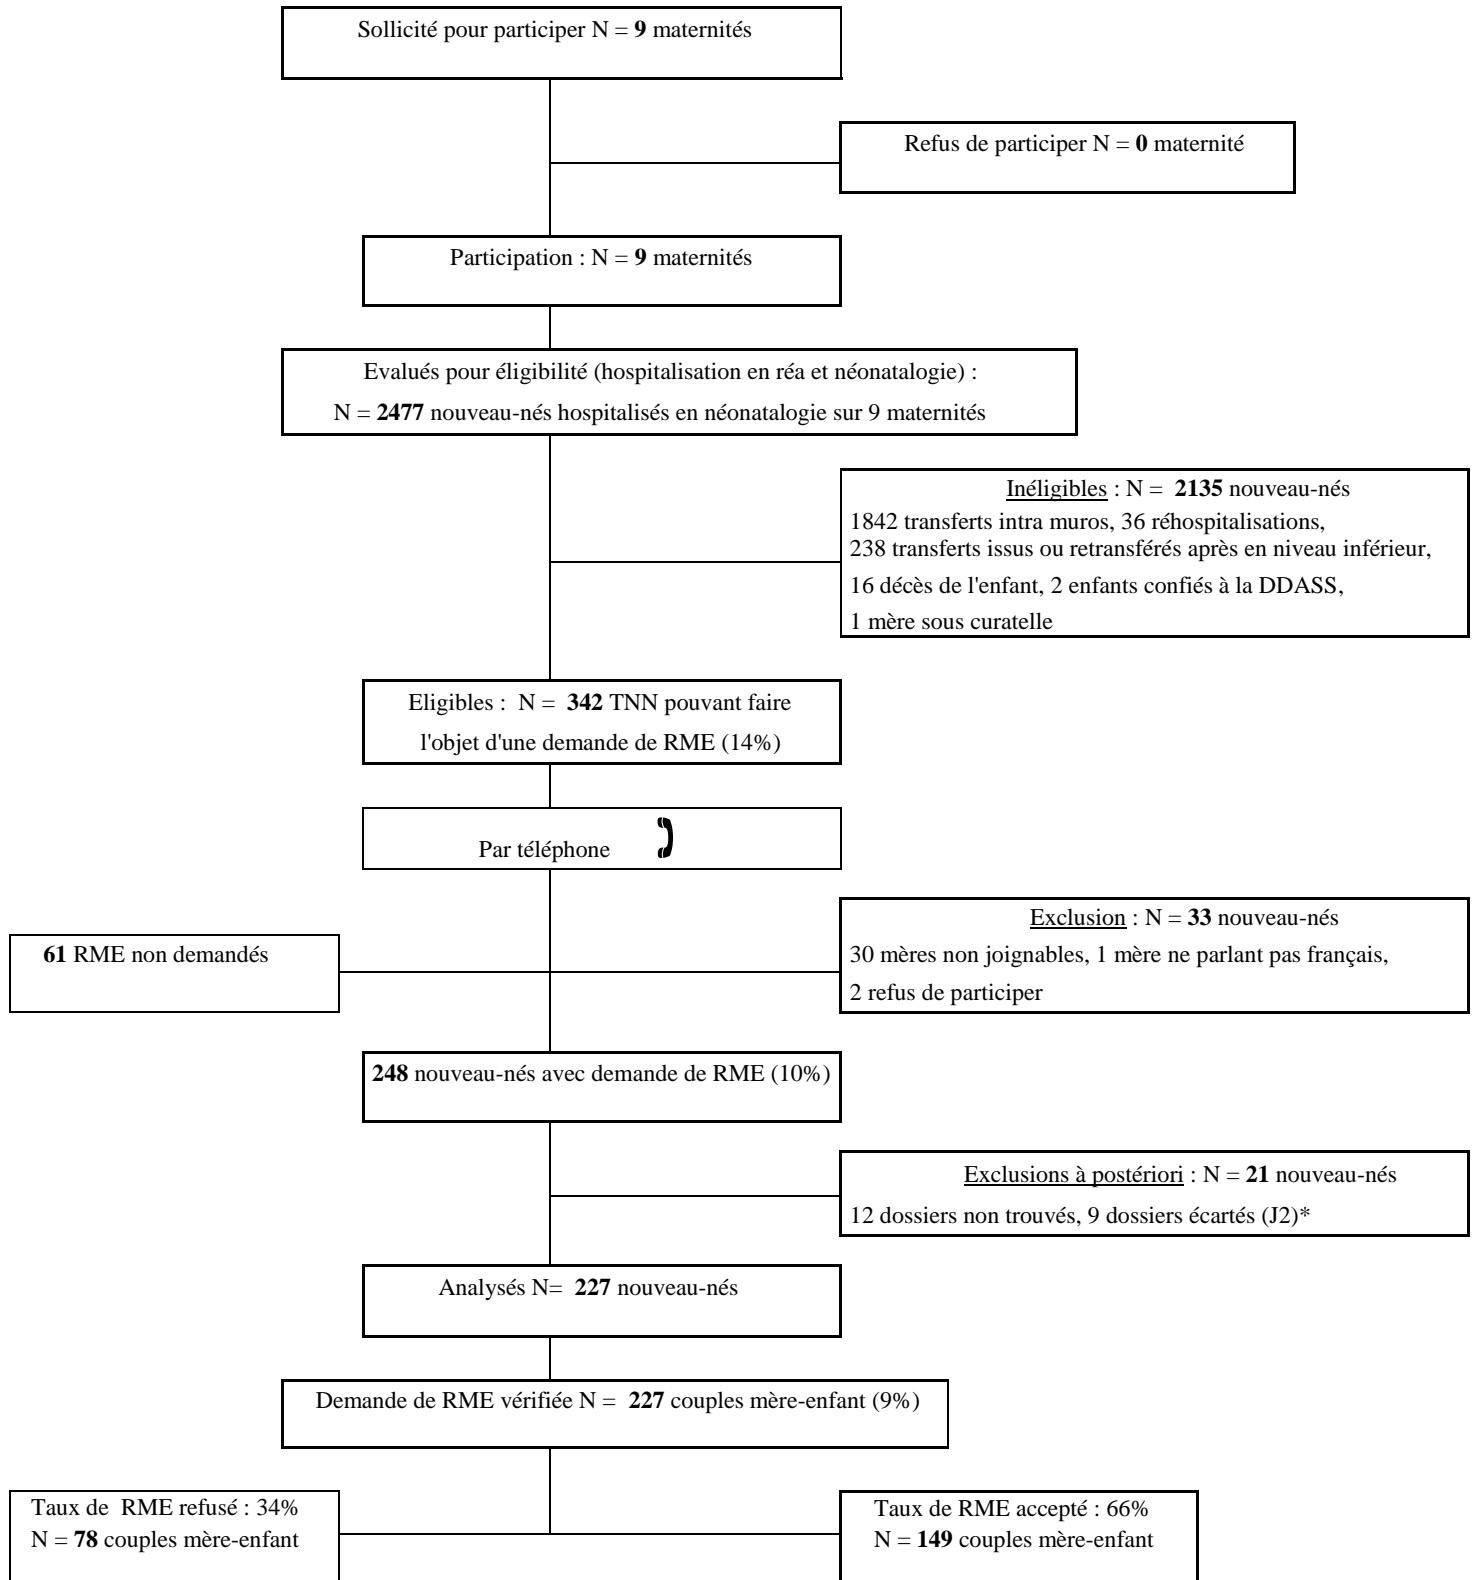 Sollicité pour participer N = 9 maternités
Refus de participer N = 0 maternité
Participation : N = 9 maternités
Evalués pour éligibilité (hospitalisation en réa et néonatalogie) :
N = 2477 nouveau-nés hospitalisés en néonatalogie sur 9 maternités
Inéligibles : N = 2135 nouveau-nés
1842 transferts intra muros, 36 réhospitalisations,
238 transferts issus ou retransférés après en niveau inférieur,
16 décès de l'enfant, 2 enfants confiés à la DDASS,
1 mère sous curatelle
Eligibles : N = 342 TNN pouvant faire
l'objet d'une demande de RME (14%)
Par téléphone
Exclusion : N = 33 nouveau-nés
30 mères non joignables, 1 mère ne parlant pas français,
2 refus de participer
61 RME non demandés
248 nouveau-nés avec demande de RME (10%)
Exclusions à postériori : N = 21 nouveau-nés
12 dossiers non trouvés, 9 dossiers écartés (J2)*
Analysés N= 227 nouveau-nés
Demande de RME vérifiée N = 227 couples mère-enfant (9%)
Taux de RME refusé : 34%
N = 78 couples mère-enfant
Taux de RME accepté : 66%
N = 149 couples mère-enfant